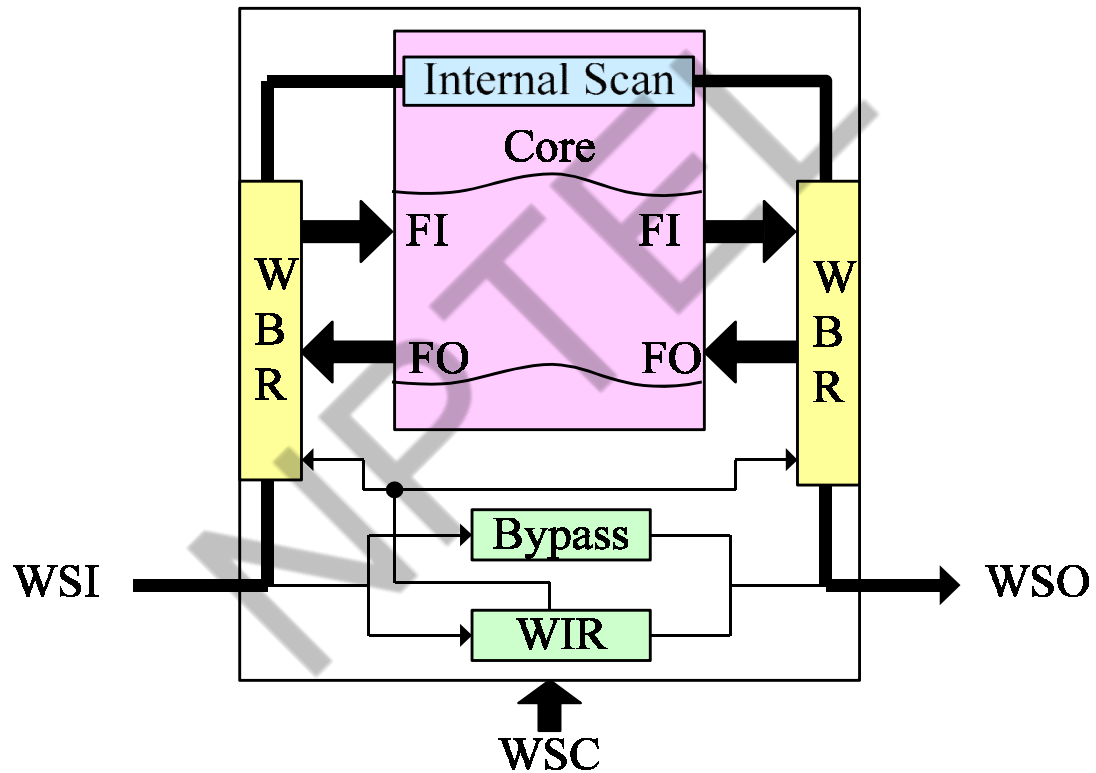 Internal Scan
Core
FI
FI
W
B
R
W
B
R
FO
FO
Bypass
WSI
WSO
WIR
WSC
NPTEL